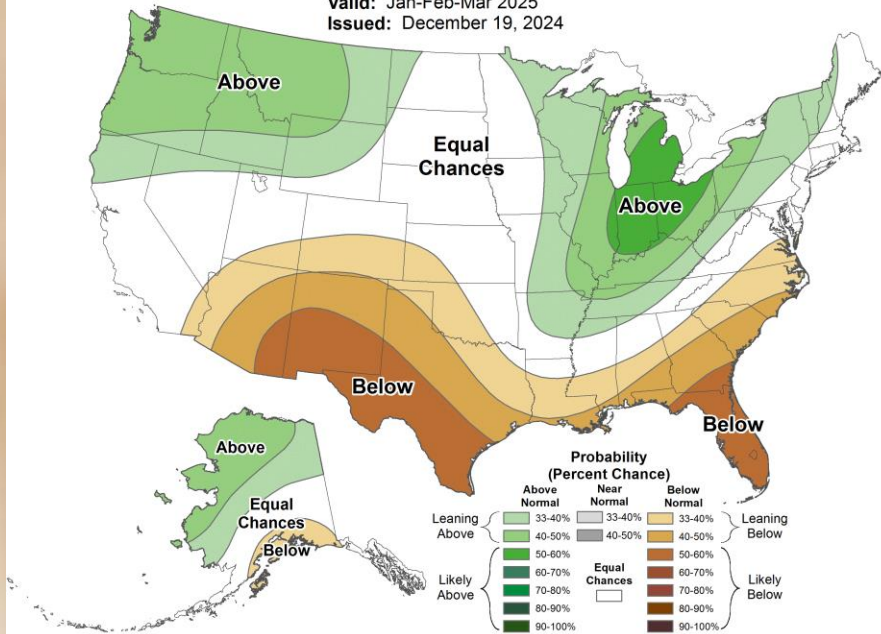 Valid: Jan-Feb-Mar 2025
Issued: December 19, 2024
Above
Equal
Chances
Above
Below
Below
Above
Equal
Chances
Below
Probability
(Percent Chance)
Above
Normal
Near
Normal
Below
Normal
Leaning
Above
33-40%
33-40%
33-40%
Leaning
Below
40-50%
40-50%
40-50%
Likely
Above
50-60%
Equal
Chances
50-60%
Likely
Below
60-70%
60-70%
70-80%
70-80%
80-90%
80-90%
90-100%
90-100%